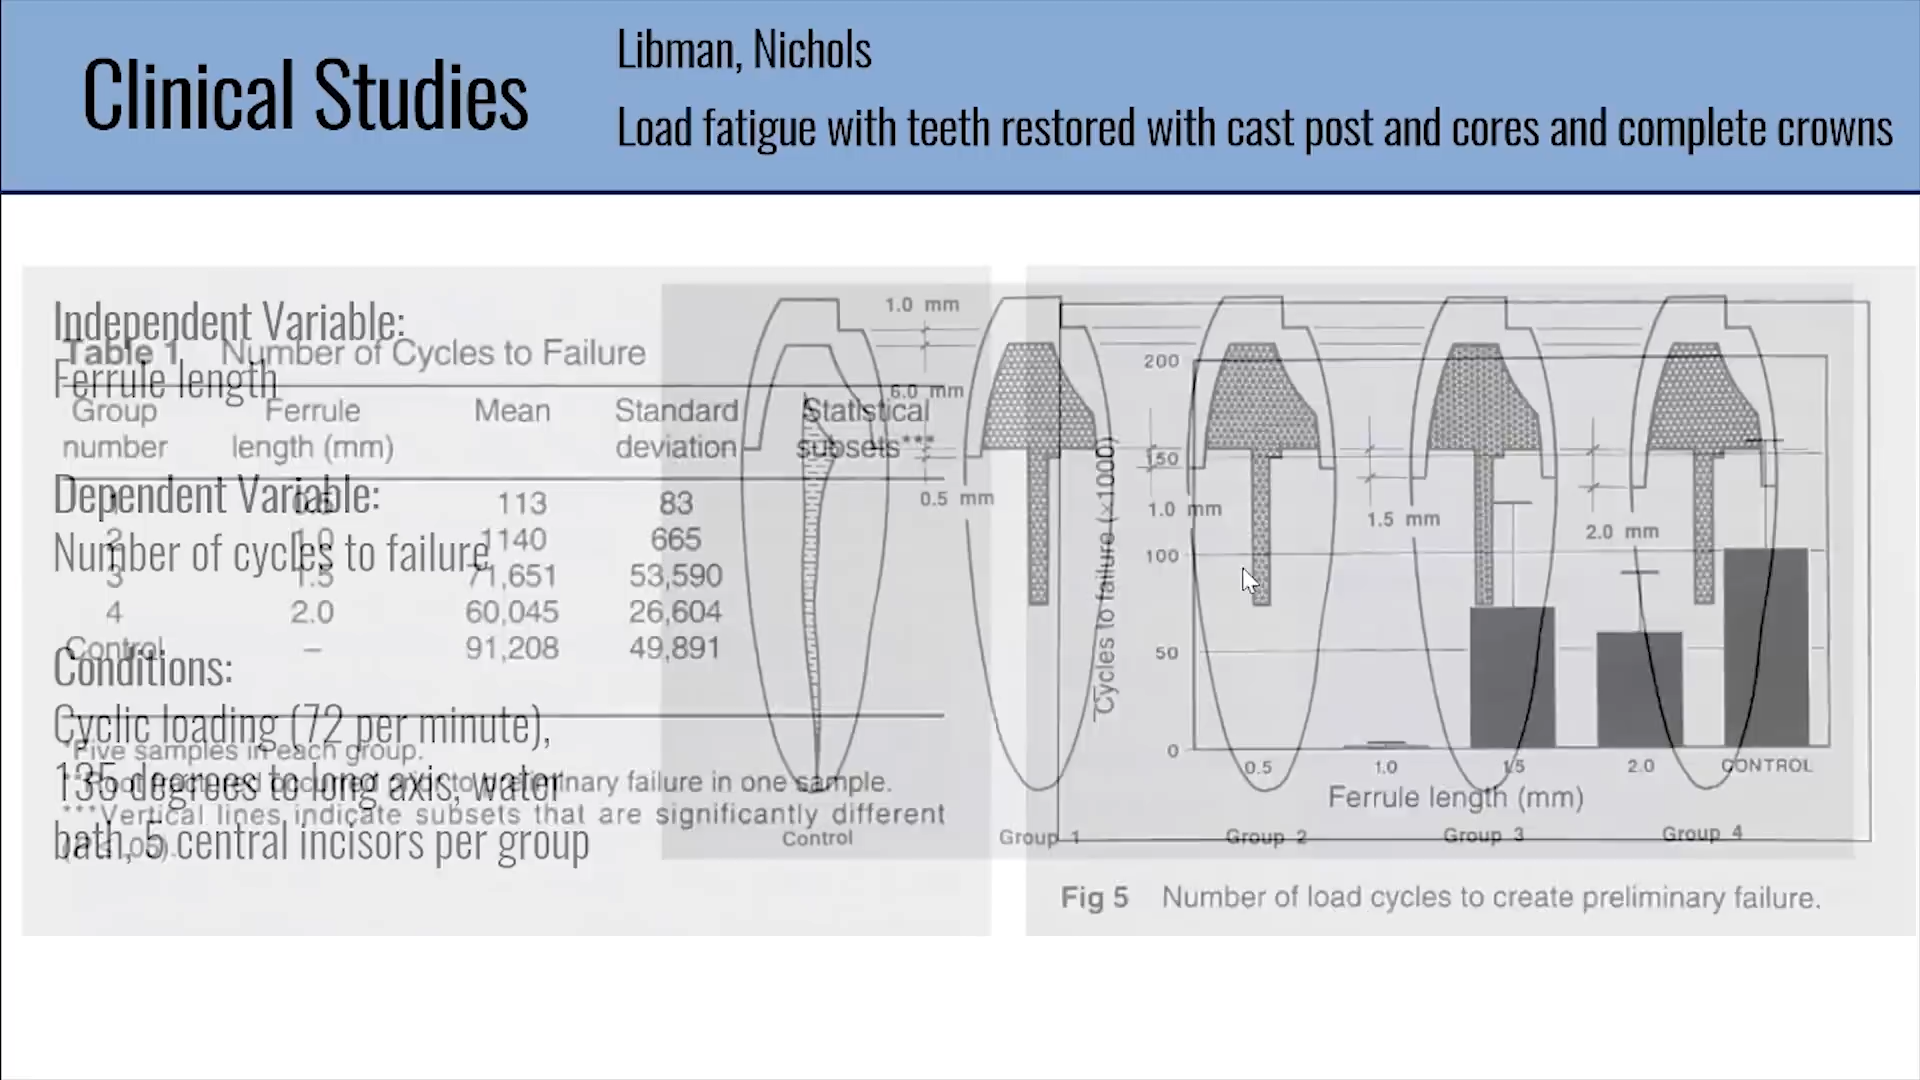 Clinical Studies
Libman, Nichols
Load fatigue with teeth restored with cast post and cores and complete crowns
Independent Variable:
Ferrule length
Dependent Variable:
Number of cycles to failure
Conditions:
Cyclic loading (72 per minute),
135 degrees to long axis, water
bath, 5 central incisors per group
Table 1 Number of Cycles to Failure
Group number Ferrule length (mm) Mean Standard deviation Statistical subsets***
1 0.5 113 83
2 1.0 1140 665
3 1.5 71,651 53,590
4 2.0 60,045 26,604
Control – 91,208 49,891
*Five samples in each group.
prior to preliminary failure in one sample.
***Vertical lines indicate subsets that are significantly different
1.0 mm
6.0 mm
0.5 mm
1.0 mm
1.5 mm
2.0 mm
Control
Group 1
Group 2
Group 3
Group 4
Cycles to failure (×1000)
200
150
100
50
0
0.5
1.0
1.5
2.0
CONTROL
Ferrule length (mm)
Fig 5 Number of load cycles to create preliminary failure.